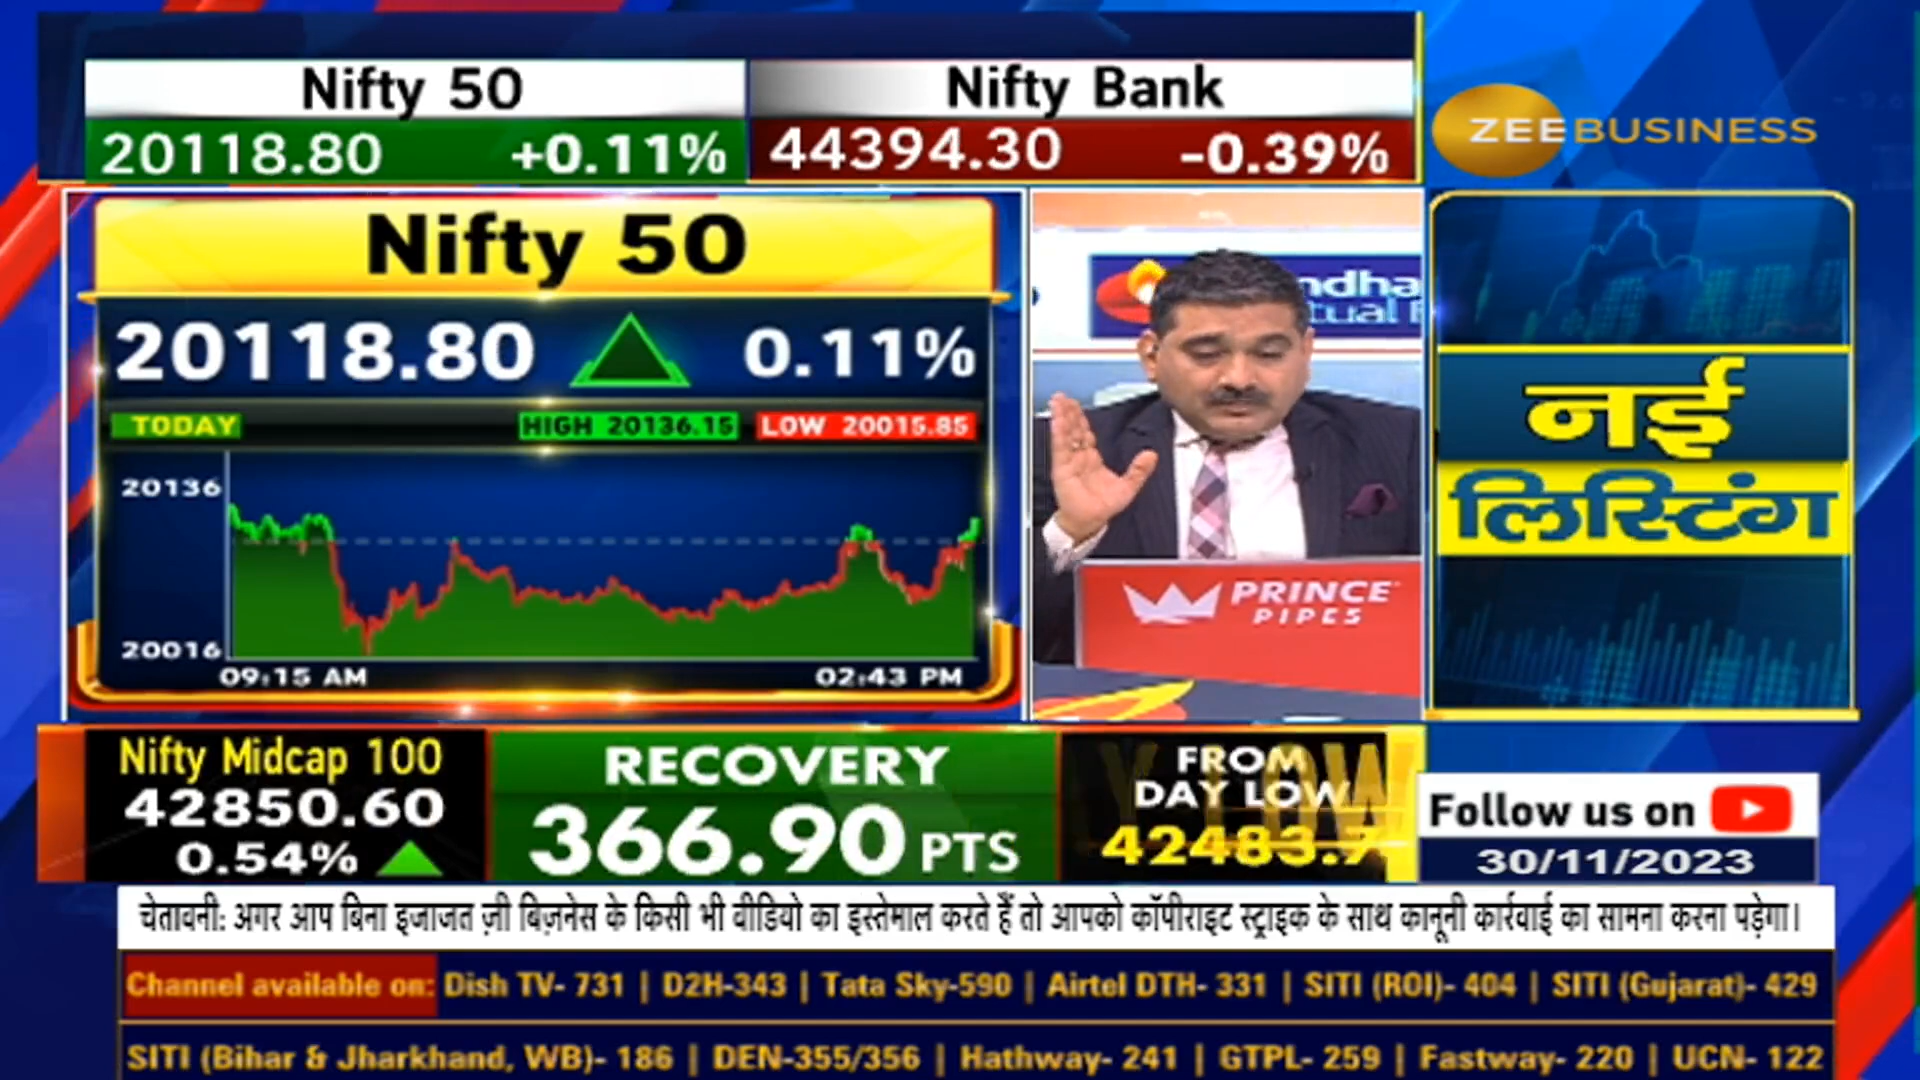 Nifty 50
20118.80 +0.11%
Nifty Bank
44394.30 -0.39%
ZEEBUSINESS
Nifty 50
20118.80 0.11%
TODAY HIGH 20136.15 LOW 20015.85
20136
20016
09:15 AM 02:43 PM
PRINCE
PIPES
नई
लिस्टिंग
Nifty Midcap 100
42850.60
0.54%
RECOVERY
366.90 PTS
FROM
DAY LOW
42483.7
Follow us on
30/11/2023
चेतावनी: अगर आप बिना इजाजत ज़ी बिज़नेस के किसी भी वीडियो का इस्तेमाल करते हैं तो आपको कॉपीराइट स्ट्राइक के साथ कानूनी कार्रवाई का सामना करना पड़ेगा।
Channel available on: Dish TV- 731 | D2H-343 | Tata Sky-590 | Airtel DTH- 331 | SITI (ROI)- 404 | SITI (Gujarat)- 429
SITI (Bihar & Jharkhand, WB)- 186 | DEN-355/356 | Hathway- 241 | GTPL- 259 | Fastway- 220 | UCN- 122